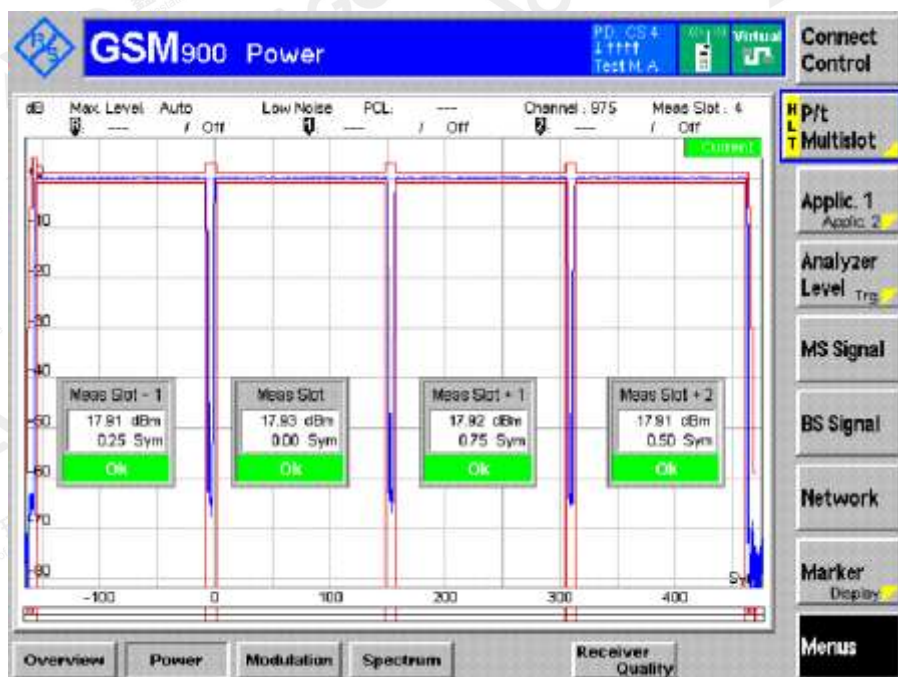 R S
GSM900 Power
PD: CS4
Test M. A
Virtual
Connect Control
dB Max. Level: Auto Low Noise PCL: --- Channel : 975 Meas Slot : 4
--- / Off 1 --- / Off 2 --- / Off
Current
P/t Multislot
H L T
Applic. 1
Applic. 2
Analyzer Level Trg.
MS Signal
BS Signal
Network
Marker
Display
Menus
-10
-20
-30
-40
-50
-60
-70
-80
Meas Slot - 1
17.91 dBm
0.25 Sym
Ok
Meas Slot
17.93 dBm
0.00 Sym
Ok
Meas Slot + 1
17.92 dBm
0.75 Sym
Ok
Meas Slot + 2
17.91 dBm
0.50 Sym
Ok
-100 0 100 200 300 400
Overview Power Modulation Spectrum Receiver Quality